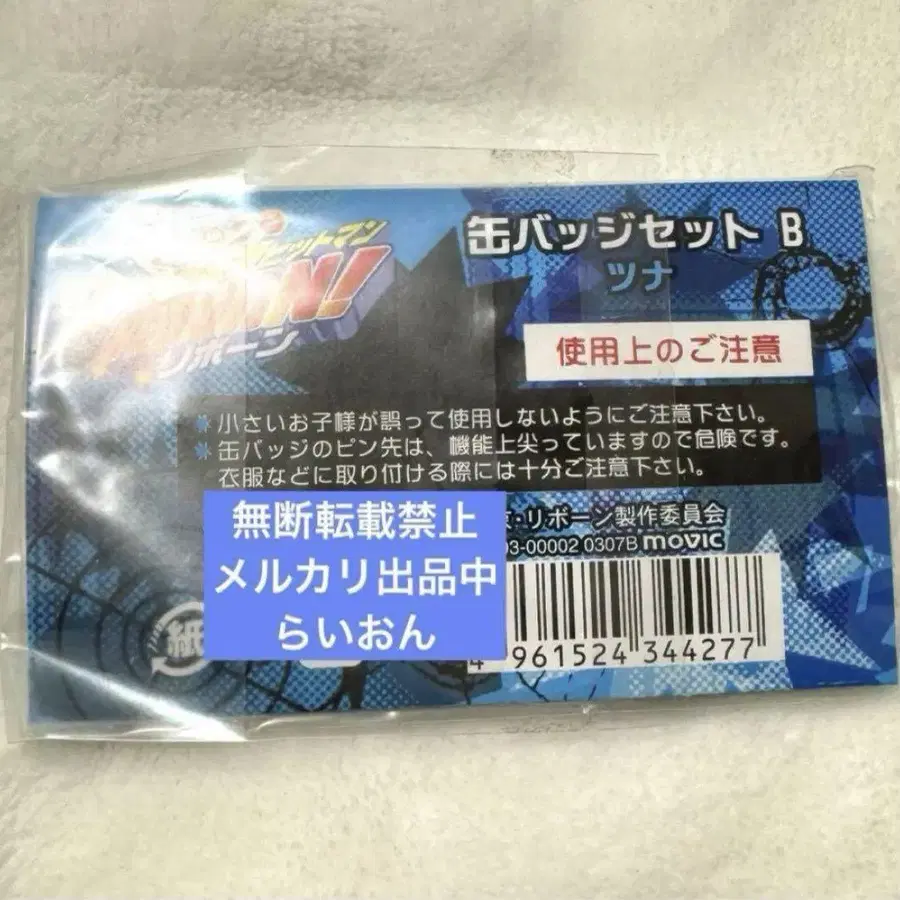 ヒットマン
リボーン
缶バッジセット B
ツナ
使用上のご注意
* 小さいお子様が誤って使用しないようにご注意下さい。
* 缶バッジのピン先は、機能上尖っていますので危険です。
衣服などに取り付ける際には十分ご注意下さい。
・リボーン製作委員会
03-00002 0307B movic
無断転載禁止
メルカリ出品中
らいおん
紙
4 961524 344277